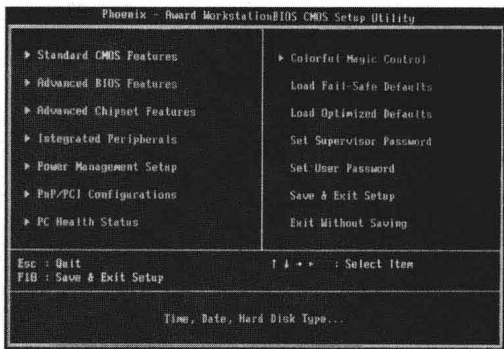 Phoenix - Award WorkstationBIOS CMOS Setup Utility
▶ Standard CMOS Features
▶ Advanced BIOS Features
▶ Advanced Chipset Features
▶ Integrated Peripherals
▶ Power Management Setup
▶ PnP/PCI Configurations
▶ PC Health Status
▶ Colorful Magic Control
Load Fail-Safe Defaults
Load Optimized Defaults
Set Supervisor Password
Set User Password
Save & Exit Setup
Exit Without Saving
Esc : Quit
F10 : Save & Exit Setup
↑ ↓ → ← : Select Item
Time, Date, Hard Disk Type...